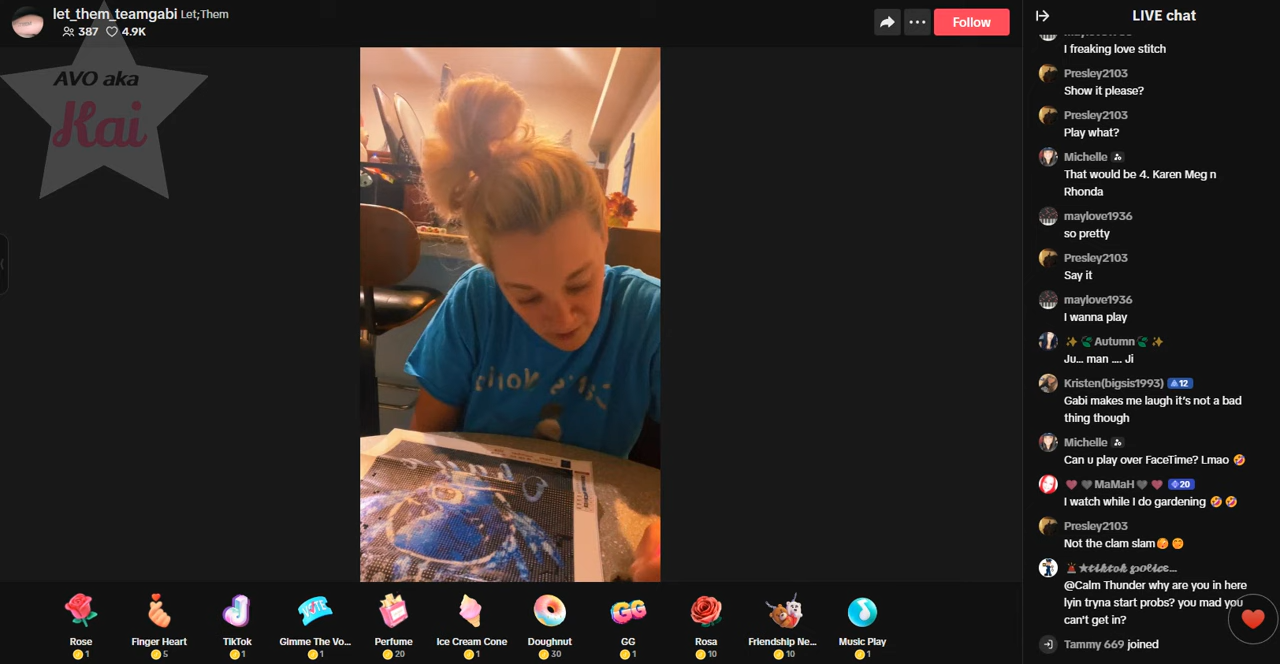 let_them_teamgabi Let;Them
387 4.9K
Follow
AVO aka
Kai
LIVE chat
I freaking love stitch
Presley2103
Show it please?
Presley2103
Play what?
Michelle
That would be 4. Karen Meg n
Rhonda
maylove1936
so pretty
Presley2103
Say it
maylove1936
I wanna play
✨ Autumn ✨
Ju... man .... Ji
Kristen(bigsis1993) 12
Gabi makes me laugh it's not a bad
thing though
Michelle
Can u play over FaceTime? Lmao 🤣
MaMaH 20
I watch while I do gardening 🤣 🤣
Presley2103
Not the clam slam
🚨★𝓽𝓲𝓴𝓽𝓸𝓴 𝓹𝓸𝓵𝓲𝓬𝓮...
@Calm Thunder why are you in here
lyin tryna start probs? you mad you
can't get in?
Tammy 669 joined
Rose
1
Finger Heart
5
TikTok
1
Gimme The Vo...
1
Perfume
20
Ice Cream Cone
1
Doughnut
30
GG
1
Rosa
10
Friendship Ne...
10
Music Play
1